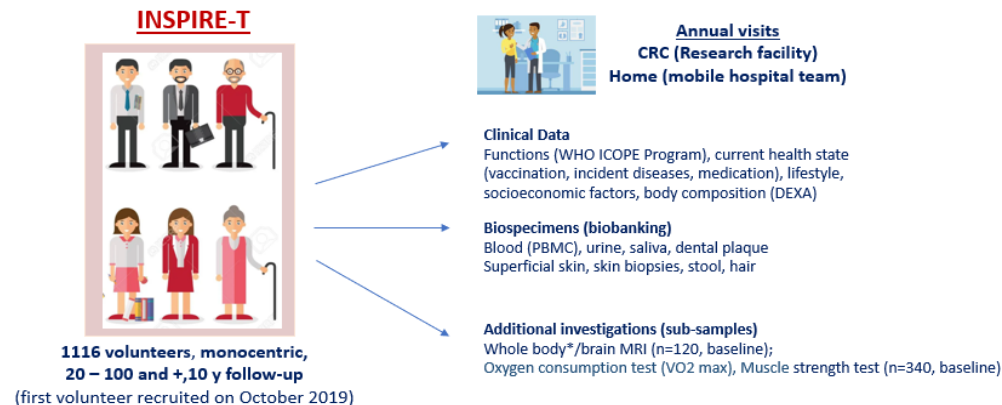 INSPIRE-T
1116 volunteers, monocentric,
20 – 100 and +,10 y follow-up
(first volunteer recruited on October 2019)
Annual visits
CRC (Research facility)
Home (mobile hospital team)
Clinical Data
Functions (WHO ICOPE Program), current health state
(vaccination, incident diseases, medication), lifestyle,
socioeconomic factors, body composition (DEXA)
Biospecimens (biobanking)
Blood (PBMC), urine, saliva, dental plaque
Superficial skin, skin biopsies, stool, hair
Additional investigations (sub-samples)
Whole body*/brain MRI (n=120, baseline);
Oxygen consumption test (VO2 max), Muscle strength test (n=340, baseline)